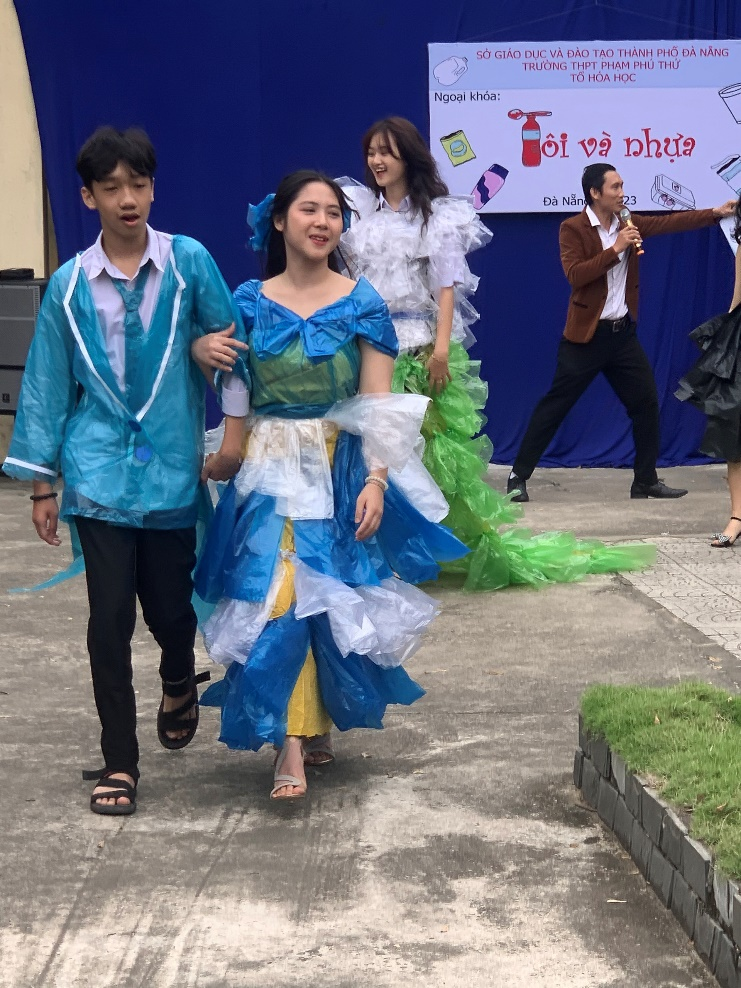 SỞ GIÁO DỤC VÀ ĐÀO TẠO THÀNH PHỐ ĐÀ NẴNG
TRƯỜNG THPT PHẠM PHÚ THỨ
TỔ HÓA HỌC
Ngoại khóa:
Tôi và nhựa
Đà Nẵng 23